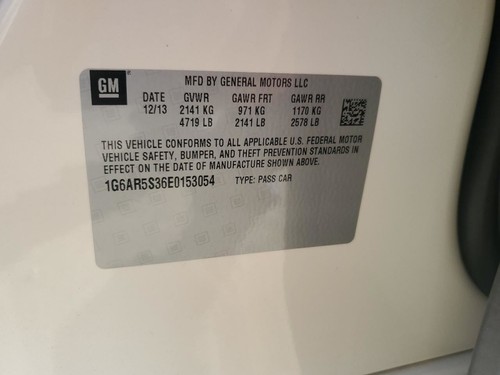 GM
MFD BY GENERAL MOTORS LLC
DATE GVWR GAWR FRT GAWR RR
12/13 2141 KG 971 KG 1170 KG
4719 LB 2141 LB 2578 LB
THIS VEHICLE CONFORMS TO ALL APPLICABLE U.S. FEDERAL MOTOR
VEHICLE SAFETY, BUMPER, AND THEFT PREVENTION STANDARDS IN
EFFECT ON THE DATE OF MANUFACTURE SHOWN ABOVE.
1G6AR5S36E0153054 TYPE: PASS CAR